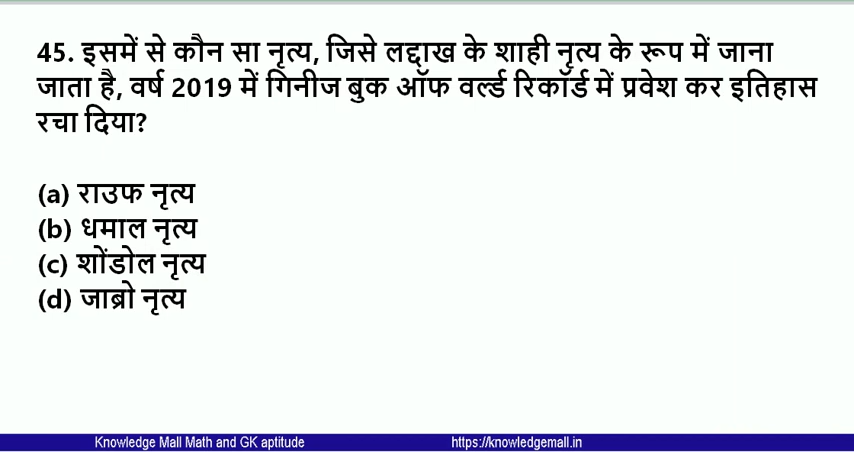 45. इसमें से कौन सा नृत्य, जिसे लद्दाख के शाही नृत्य के रूप में जाना
जाता है, वर्ष 2019 में गिनीज बुक ऑफ वर्ल्ड रिकॉर्ड में प्रवेश कर इतिहास
रचा दिया?
(a) राउफ नृत्य
(b) धमाल नृत्य
(c) शोंडोल नृत्य
(d) जाब्रो नृत्य
Knowledge Mall Math and GK aptitude https://knowledgemall.in